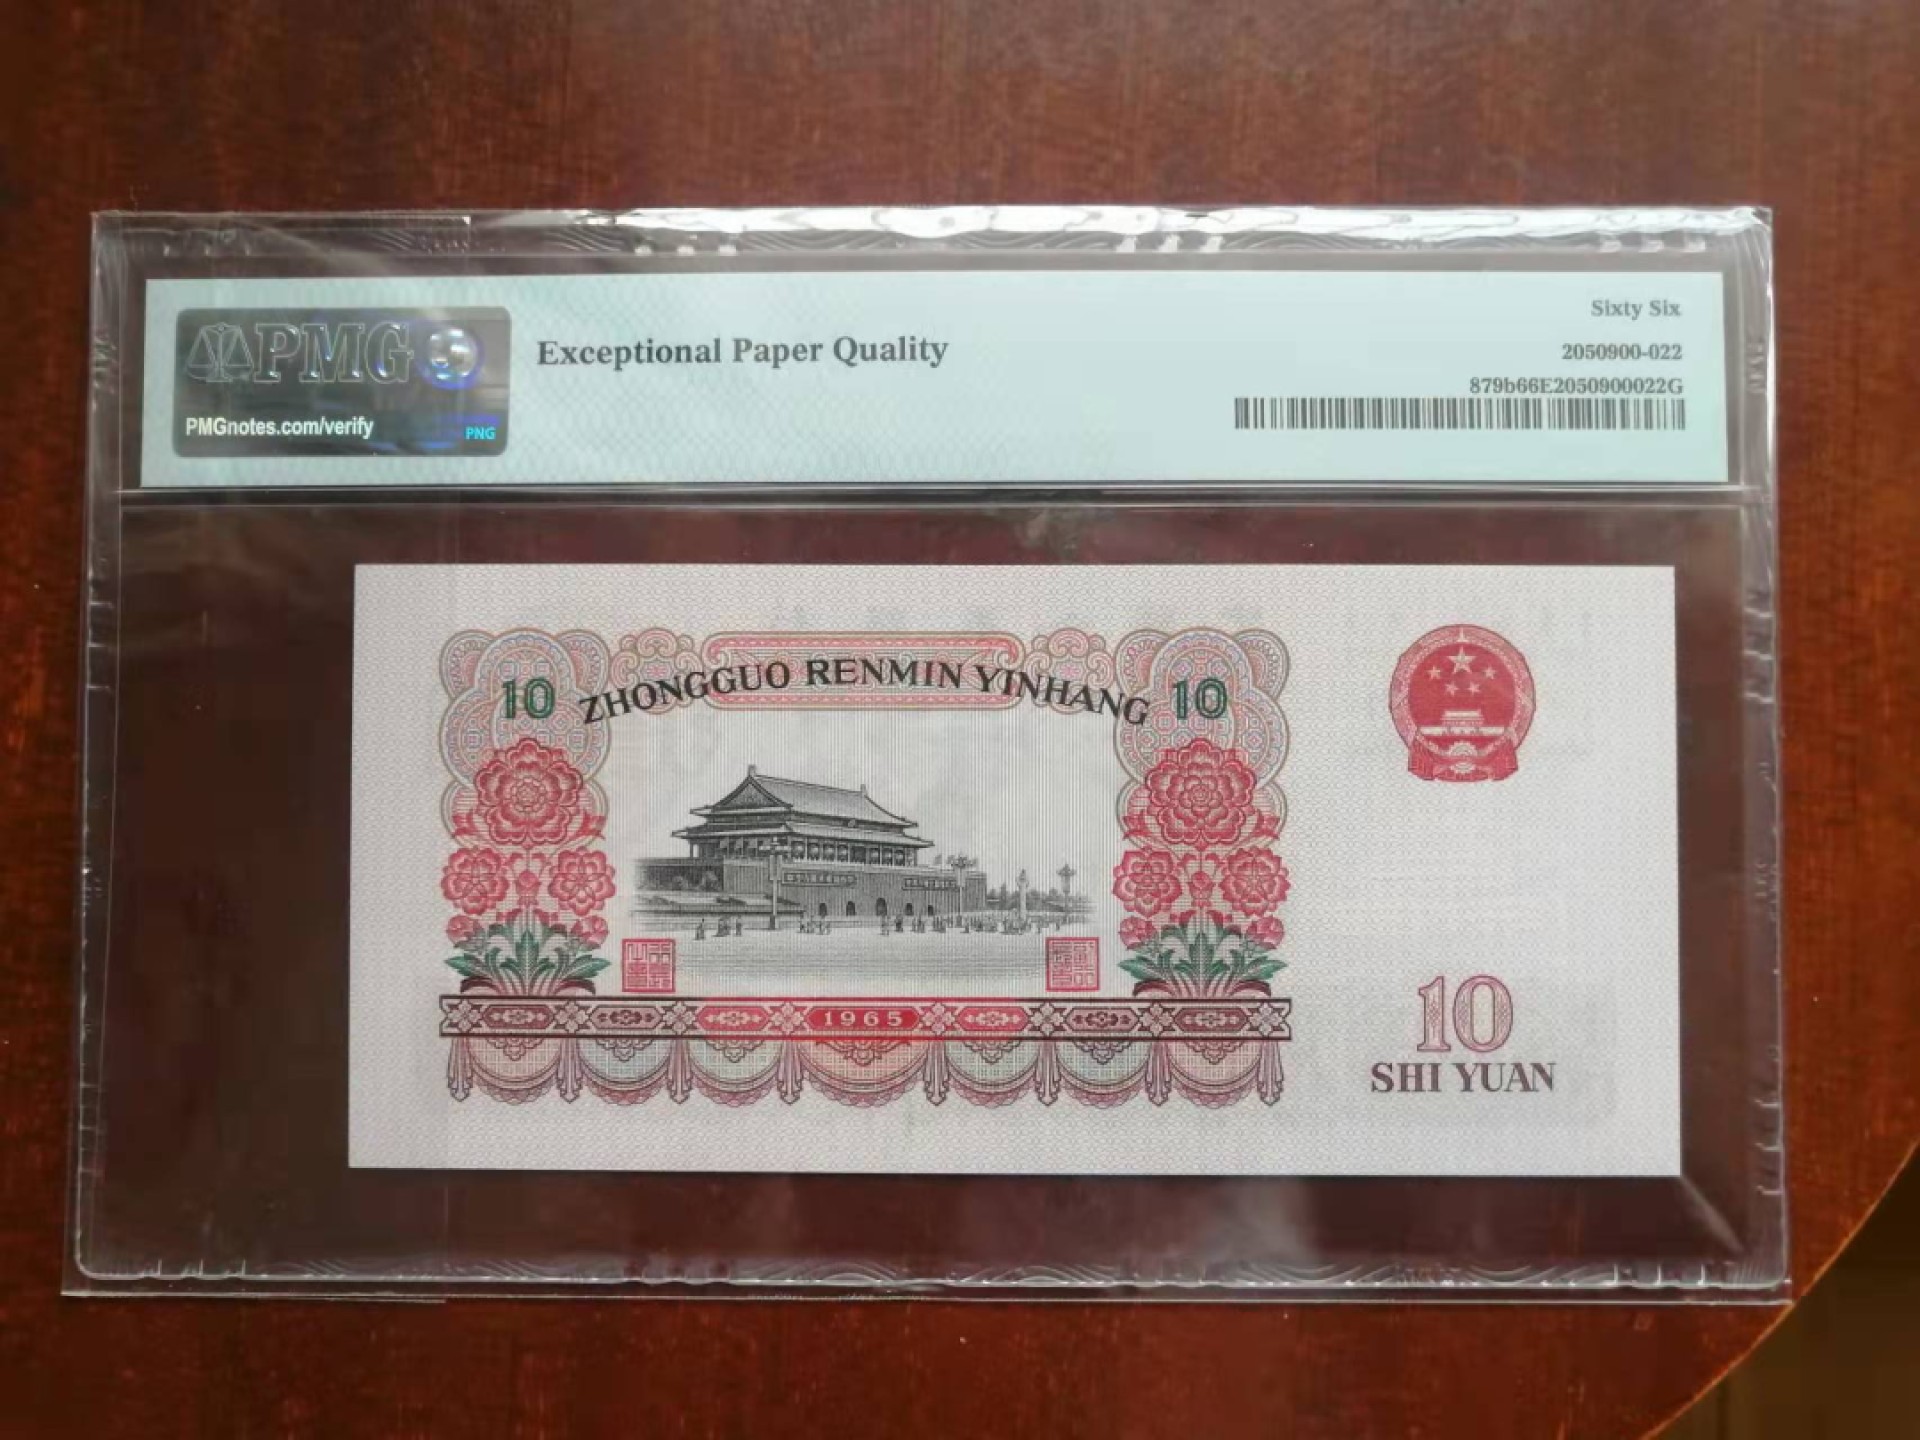 Sixty Six
PMG
Exceptional Paper Quality
2050900-022
879b66E2050900022G
PMGnotes.com/verify
PNG
10 ZHONGGUO RENMIN YINHANG 10
1965
10
SHI YUAN